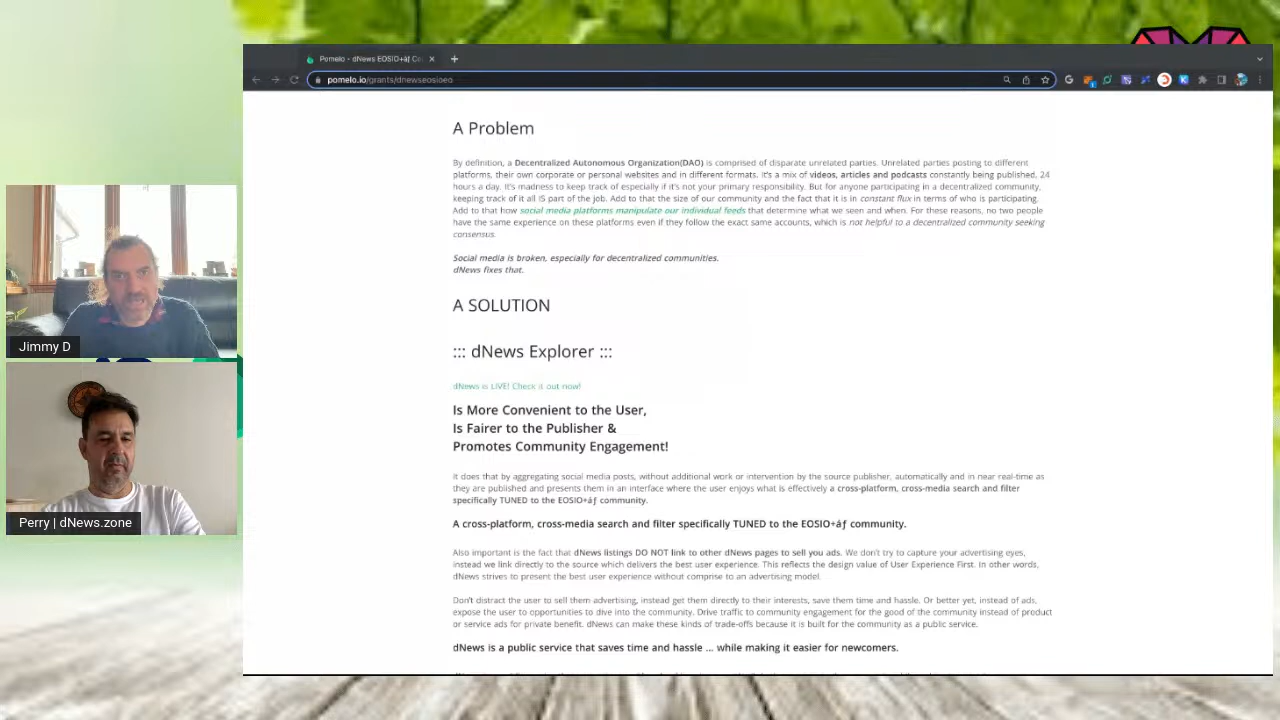 Pomelo - dNews EOSIO+áƒ Co
pomelo.io/grants/dnewseosioeo
A Problem
By definition, a Decentralized Autonomous Organization(DAO) is comprised of disparate unrelated parties. Unrelated parties posting to different
platforms, their own corporate or personal websites and in different formats. It's a mix of videos, articles and podcasts constantly being published, 24
hours a day. It's madness to keep track of especially if it's not your primary responsibility. But for anyone participating in a decentralized community,
keeping track of it all IS part of the job. Add to that the size of our community and the fact that it is in constant flux in terms of who is participating.
Add to that how social media platforms manipulate our individual feeds that determine what we seen and when. For these reasons, no two people
have the same experience on these platforms even if they follow the exact same accounts, which is not helpful to a decentralized community seeking
consensus.
Social media is broken, especially for decentralized communities.
dNews fixes that.
A SOLUTION
::: dNews Explorer :::
dNews is LIVE! Check it out now!
Is More Convenient to the User,
Is Fairer to the Publisher &
Promotes Community Engagement!
It does that by aggregating social media posts, without additional work or intervention by the source publisher, automatically and in near real-time as
they are published and presents them in an interface where the user enjoys what is effectively a cross-platform, cross-media search and filter
specifically TUNED to the EOSIO+áƒ community.
A cross-platform, cross-media search and filter specifically TUNED to the EOSIO+áƒ community.
Also important is the fact that dNews listings DO NOT link to other dNews pages to sell you ads. We don't try to capture your advertising eyes,
instead we link directly to the source which delivers the best user experience. This reflects the design value of User Experience First. In other words,
dNews strives to present the best user experience without comprise to an advertising model.
Don't distract the user to sell them advertising, instead get them directly to their interests, save them time and hassle. Or better yet, instead of ads,
expose the user to opportunities to dive into the community. Drive traffic to community engagement for the good of the community instead of product
or service ads for private benefit. dNews can make these kinds of trade-offs because it is built for the community as a public service.
dNews is a public service that saves time and hassle ... while making it easier for newcomers.
Jimmy D
Perry | dNews.zone